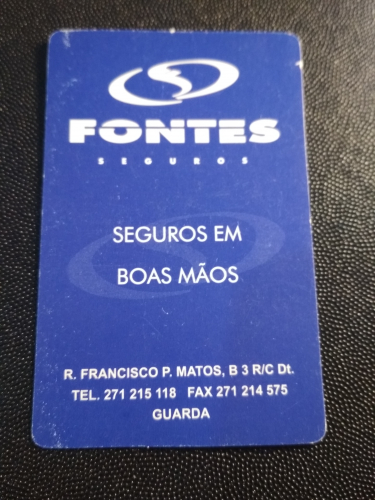 FONTES
SEGUROS
SEGUROS EM
BOAS MÃOS
R. FRANCISCO P. MATOS, B 3 R/C Dt.
TEL. 271 215 118 FAX 271 214 575
GUARDA